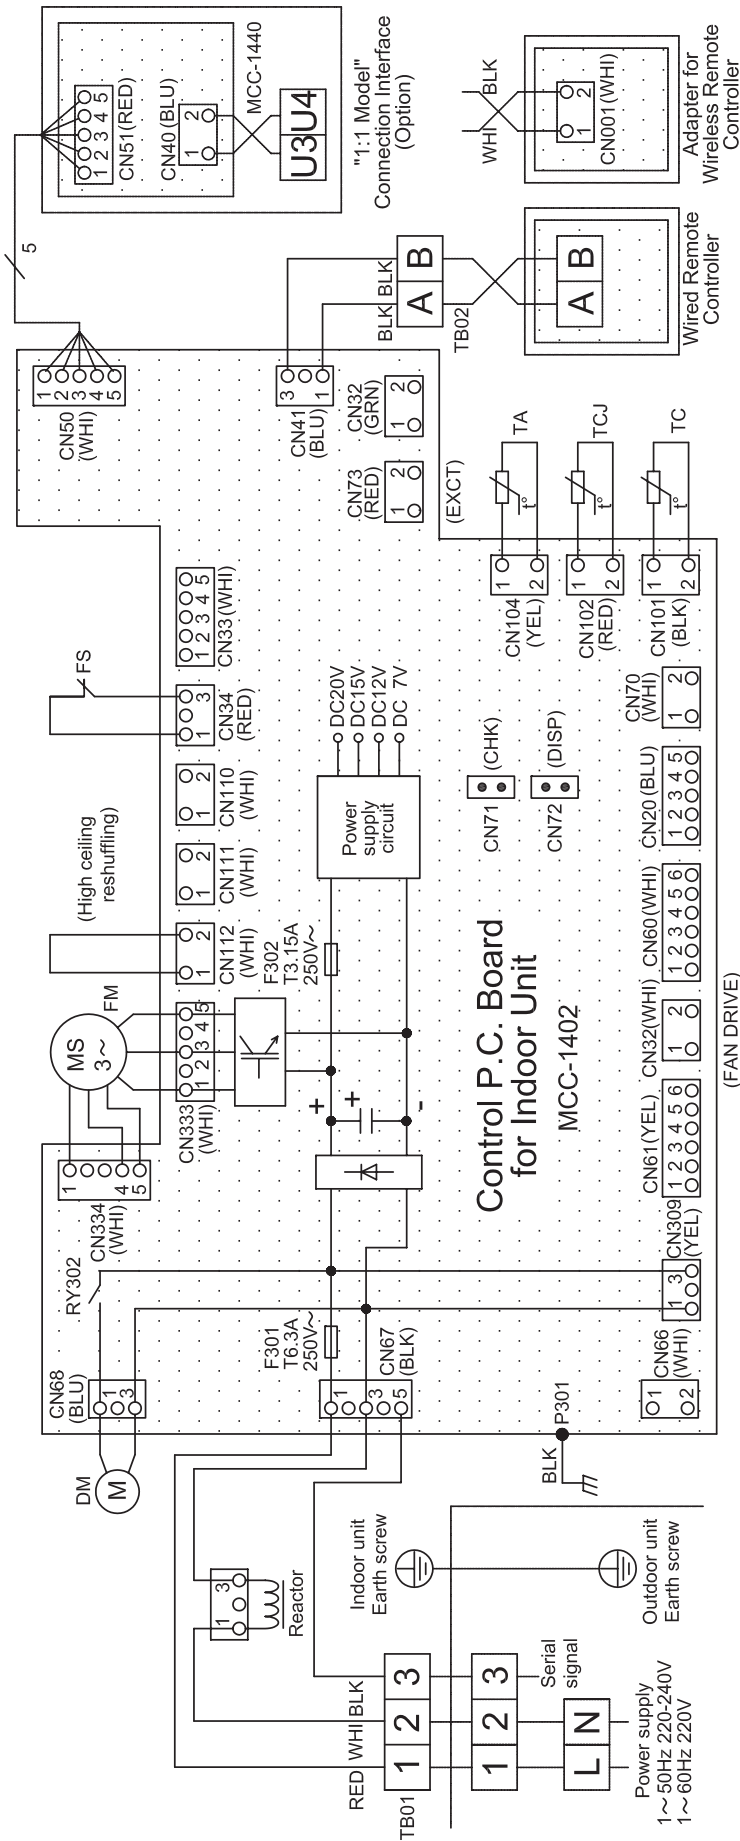 MCC-1440
CN51(RED)
1 2 3 4 5
CN40 (BLU)
1 2
U3 U4
"1:1 Model"
Connection Interface
(Option)
WHI
BLK
CN001(WHI)
1 2
Adapter for
Wireless Remote
Controller
5
CN50
(WHI)
1 2 3 4 5
CN41
(BLU)
3 1
BLK
BLK
A B
TB02
A B
Wired Remote
Controller
CN73
(RED)
1 2
CN32
(GRN)
1 2
(EXCT)
TA
t°
CN104
(YEL)
1 2
TCJ
t°
CN102
(RED)
1 2
TC
t°
CN101
(BLK)
1 2
FS
CN33(WHI)
1 2 3 4 5
CN34
(RED)
1 3
CN110
(WHI)
1 2
CN111
(WHI)
1 2
(High ceiling
reshuffling)
CN112
(WHI)
1 2
DC20V
DC15V
DC12V
DC 7V
Power
supply
circuit
CN71
(CHK)
CN72
(DISP)
CN70
(WHI)
1 2
CN20(BLU)
1 2 3 4 5
CN60(WHI)
1 2 3 4 5 6
CN32(WHI)
1 2
(FAN DRIVE)
CN61(YEL)
1 2 3 4 5 6
CN309
(YEL)
1 3
CN66
(WHI)
1 2
F302
T3.15A
250V~
FM
MS
3~
CN333
(WHI)
1 2 3 4 5
CN334
(WHI)
1 4 5
+
+
-
Control P.C. Board
for Indoor Unit
MCC-1402
RY302
CN68
(BLU)
1 3
DM
M
F301
T6.3A
250V~
CN67
(BLK)
1 3 5
P301
BLK
Reactor
1 3
Indoor unit
Earth screw
Outdoor unit
Earth screw
RED WHI BLK
TB01
1 2 3
1 2 3
Serial
signal
L N
Power supply
1~ 50Hz 220-240V
1~ 60Hz 220V